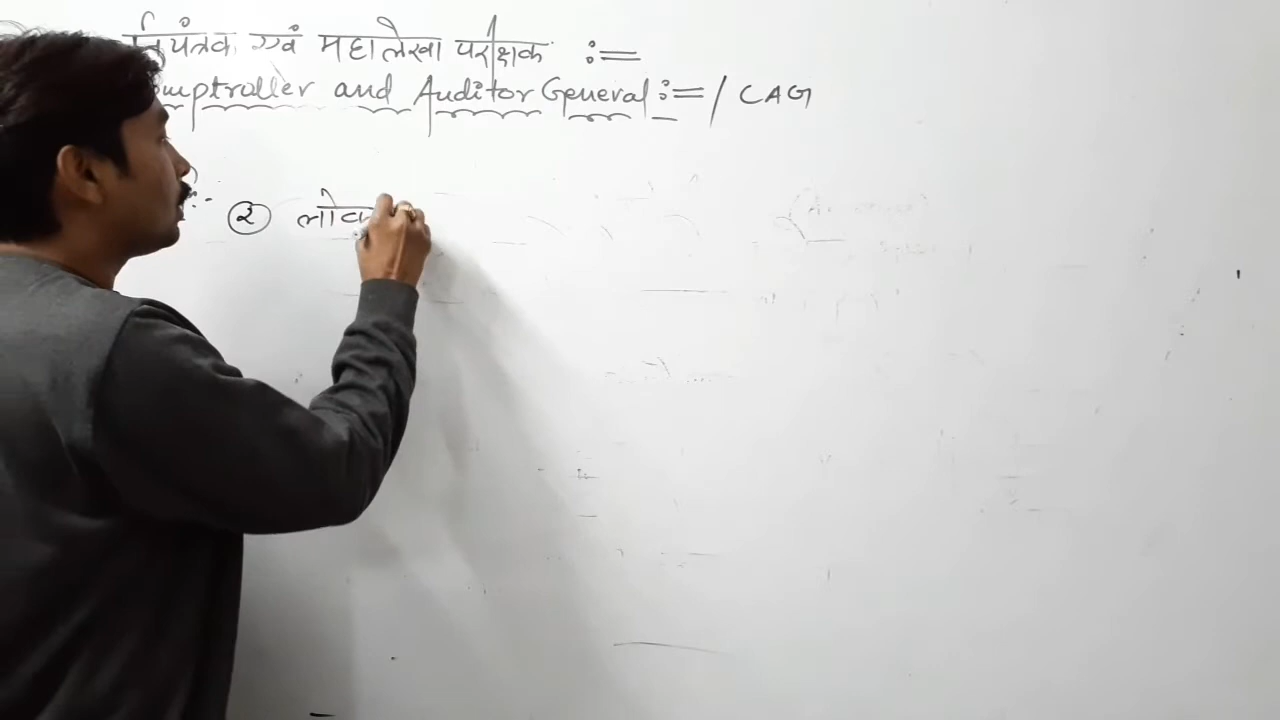 नियंत्रक एवं महालेखा परीक्षक :=
Comptroller and Auditor General := / CAG
② लोक